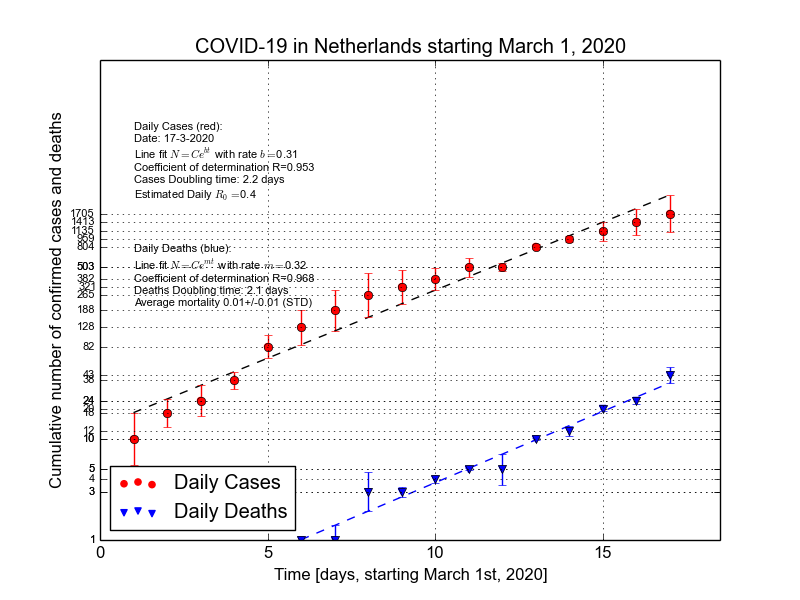 COVID-19 in Netherlands starting March 1, 2020
Cumulative number of confirmed cases and deaths
Daily Cases (red):
Date: 17-3-2020
Line fit N=Ce^{bt} with rate b=0.31
Coefficient of determination R=0.953
Cases Doubling time: 2.2 days
Estimated Daily R_0=0.4
Daily Deaths (blue):
Line fit N=Ce^{mt} with rate m=0.32
Coefficient of determination R=0.968
Deaths Doubling time: 2.1 days
Average mortality 0.01+/-0.01 (STD)
1705
1413
1135
959
804
503
382
321
265
188
128
82
43
38
24
18
12
10
5
4
3
1
Daily Cases
Daily Deaths
0 5 10 15
Time [days, starting March 1st, 2020]